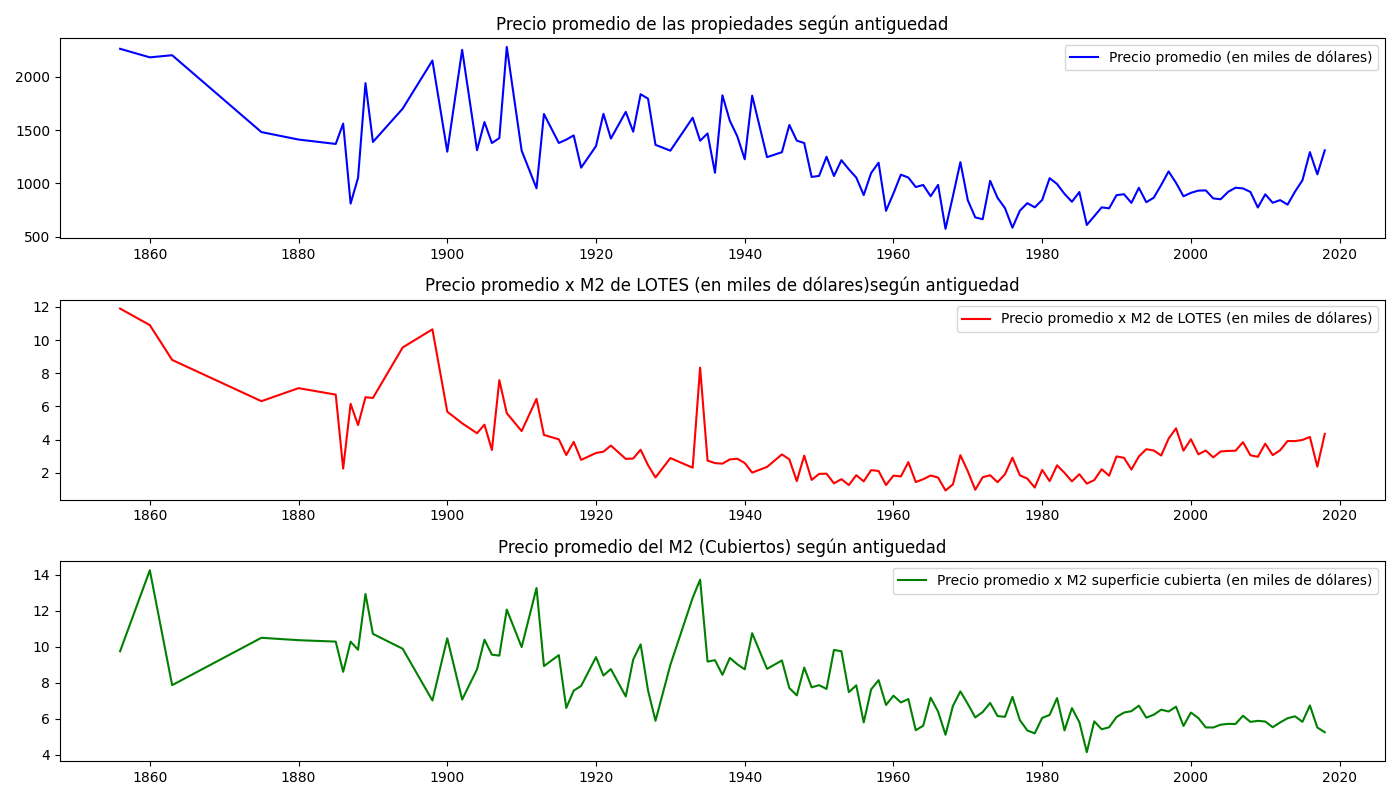 Precio promedio de las propiedades según antiguedad
Precio promedio (en miles de dólares)
2000
1500
1000
500
1860 1880 1900 1920 1940 1960 1980 2000 2020
Precio promedio x M2 de LOTES (en miles de dólares)según antiguedad
Precio promedio x M2 de LOTES (en miles de dólares)
12
10
8
6
4
2
1860 1880 1900 1920 1940 1960 1980 2000 2020
Precio promedio del M2 (Cubiertos) según antiguedad
Precio promedio x M2 superficie cubierta (en miles de dólares)
14
12
10
8
6
4
1860 1880 1900 1920 1940 1960 1980 2000 2020